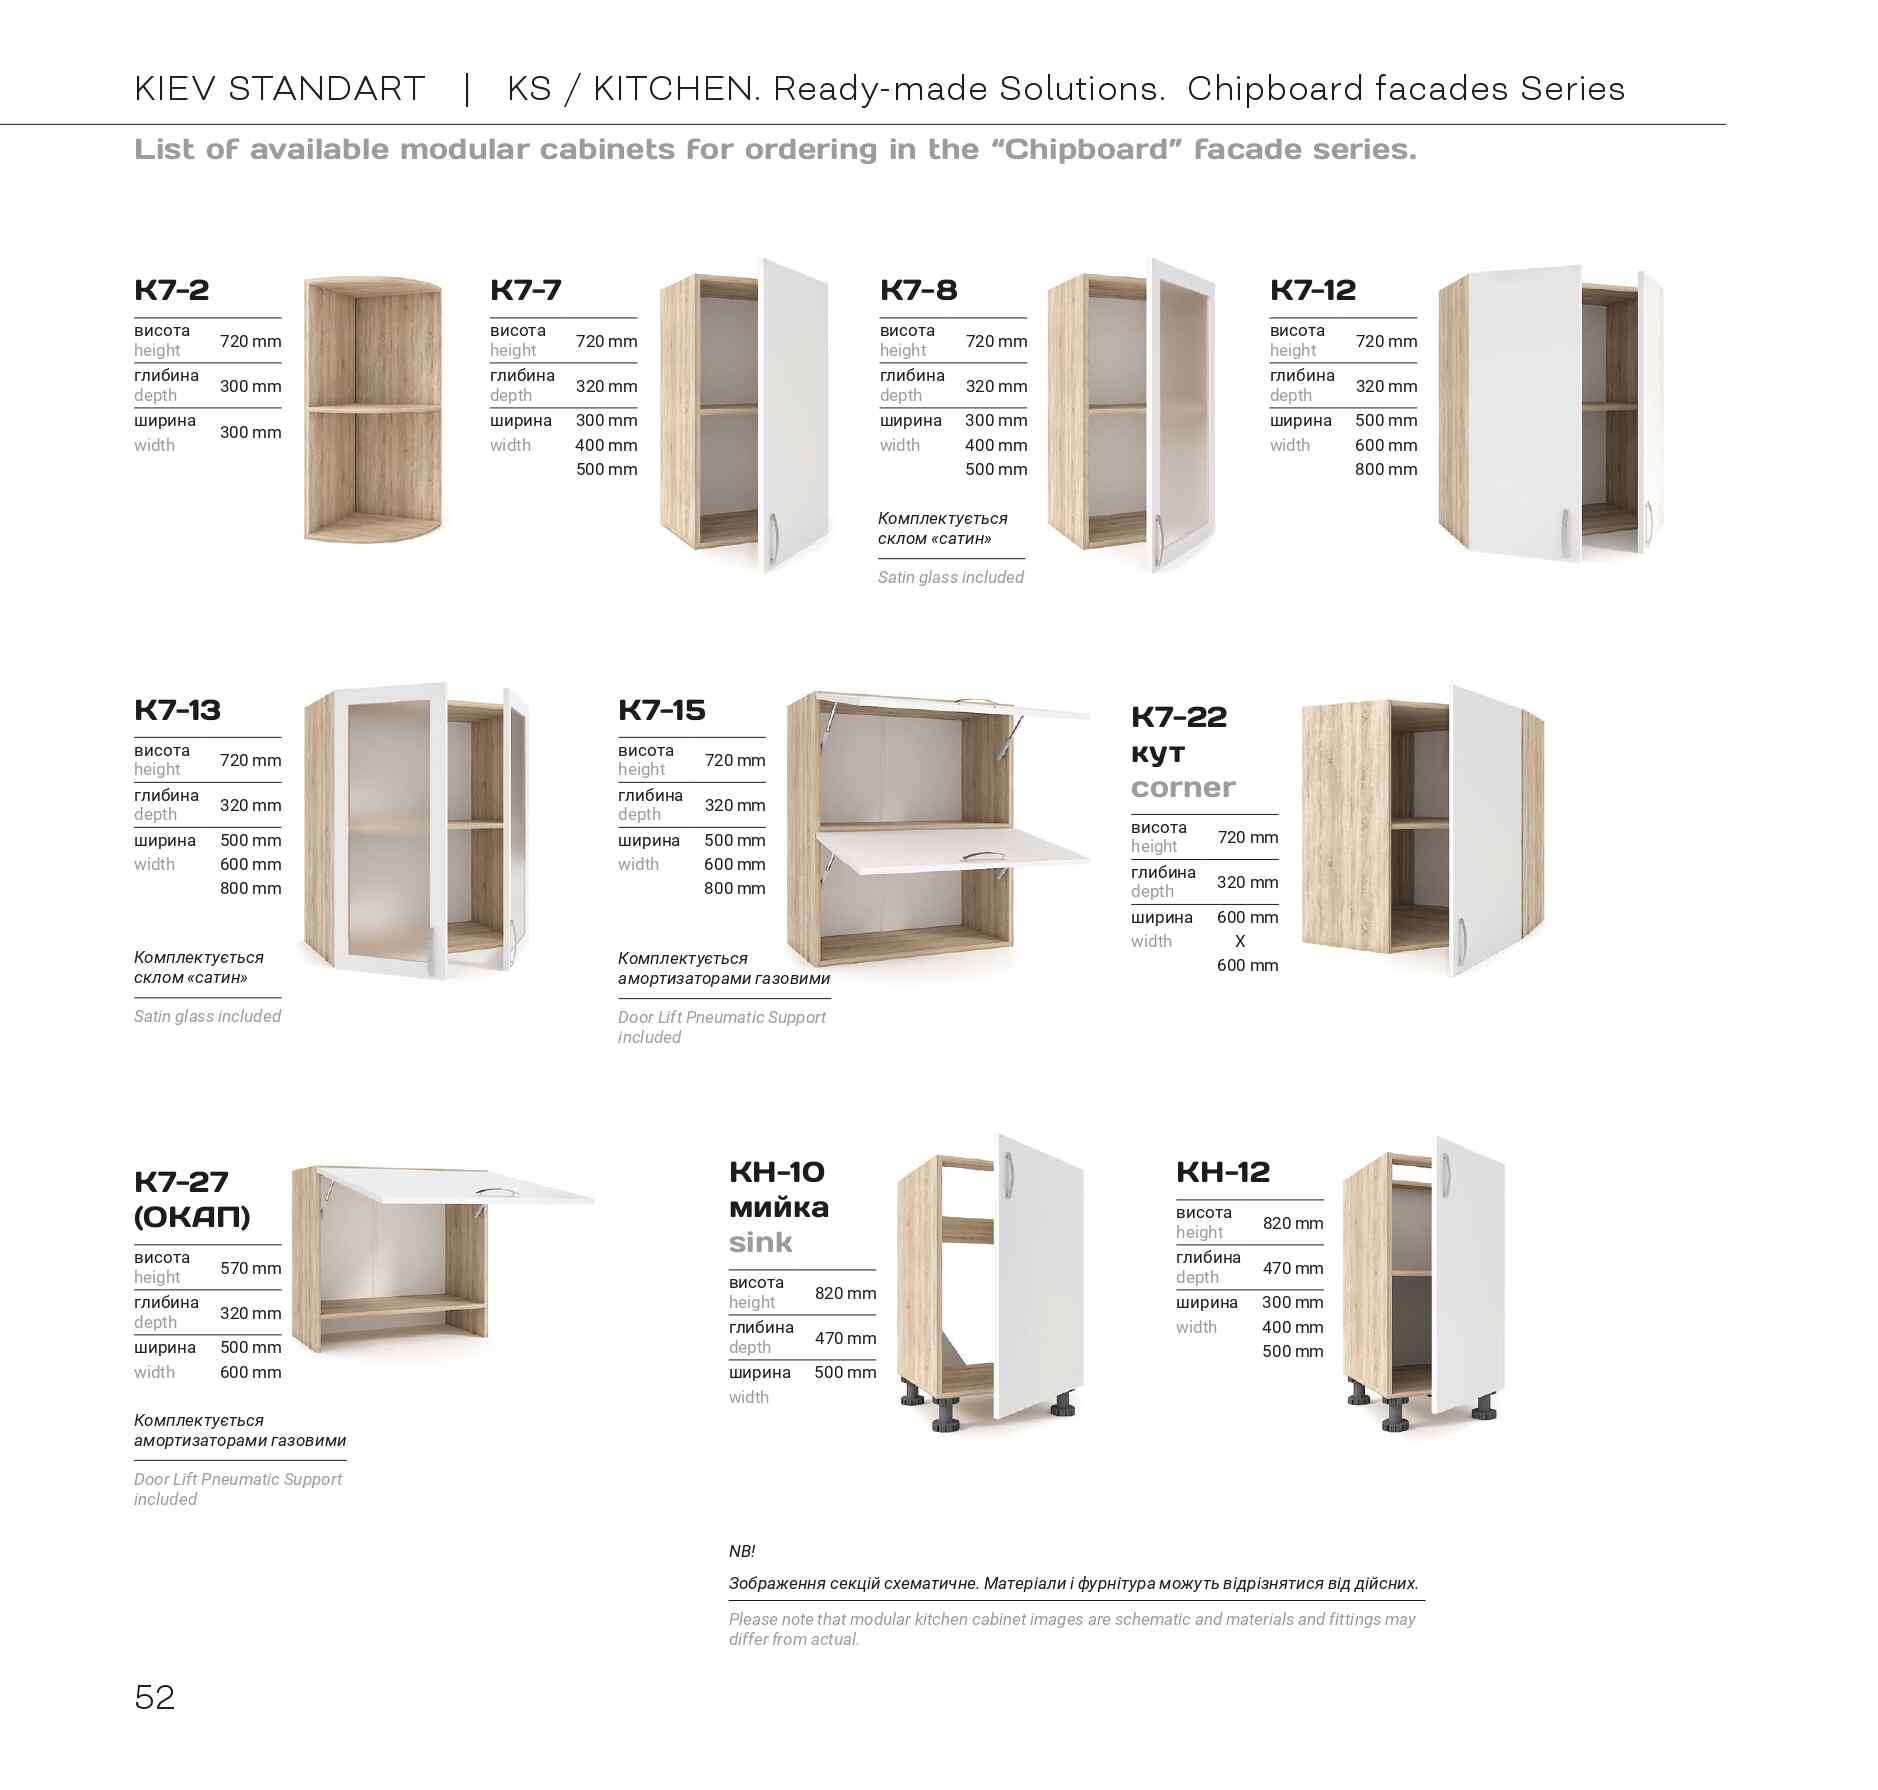 KIEV STANDART | KS / KITCHEN. Ready-made Solutions. Chipboard facades Series
List of available modular cabinets for ordering in the “Chipboard” facade series.
К7-2
висота
height
720 mm
глибина
depth
300 mm
ширина
width
300 mm
К7-7
висота
height
720 mm
глибина
depth
320 mm
ширина
width
300 mm
400 mm
500 mm
К7-8
висота
height
720 mm
глибина
depth
320 mm
ширина
width
300 mm
400 mm
500 mm
Комплектується
склом «сатин»
Satin glass included
К7-12
висота
height
720 mm
глибина
depth
320 mm
ширина
width
500 mm
600 mm
800 mm
К7-13
висота
height
720 mm
глибина
depth
320 mm
ширина
width
500 mm
600 mm
800 mm
Комплектується
склом «сатин»
Satin glass included
К7-15
висота
height
720 mm
глибина
depth
320 mm
ширина
width
500 mm
600 mm
800 mm
Комплектується
амортизаторами газовими
Door Lift Pneumatic Support
included
К7-22
кут
corner
висота
height
720 mm
глибина
depth
320 mm
ширина
width
600 mm
X
600 mm
К7-27
(ОКАП)
висота
height
570 mm
глибина
depth
320 mm
ширина
width
500 mm
600 mm
Комплектується
амортизаторами газовими
Door Lift Pneumatic Support
included
КН-10
мийка
sink
висота
height
820 mm
глибина
depth
470 mm
ширина
width
500 mm
КН-12
висота
height
820 mm
глибина
depth
470 mm
ширина
width
300 mm
400 mm
500 mm
NB!
Зображення секцій схематичне. Матеріали і фурнітура можуть відрізнятися від дійсних.
Please note that modular kitchen cabinet images are schematic and materials and fittings may
differ from actual.
52